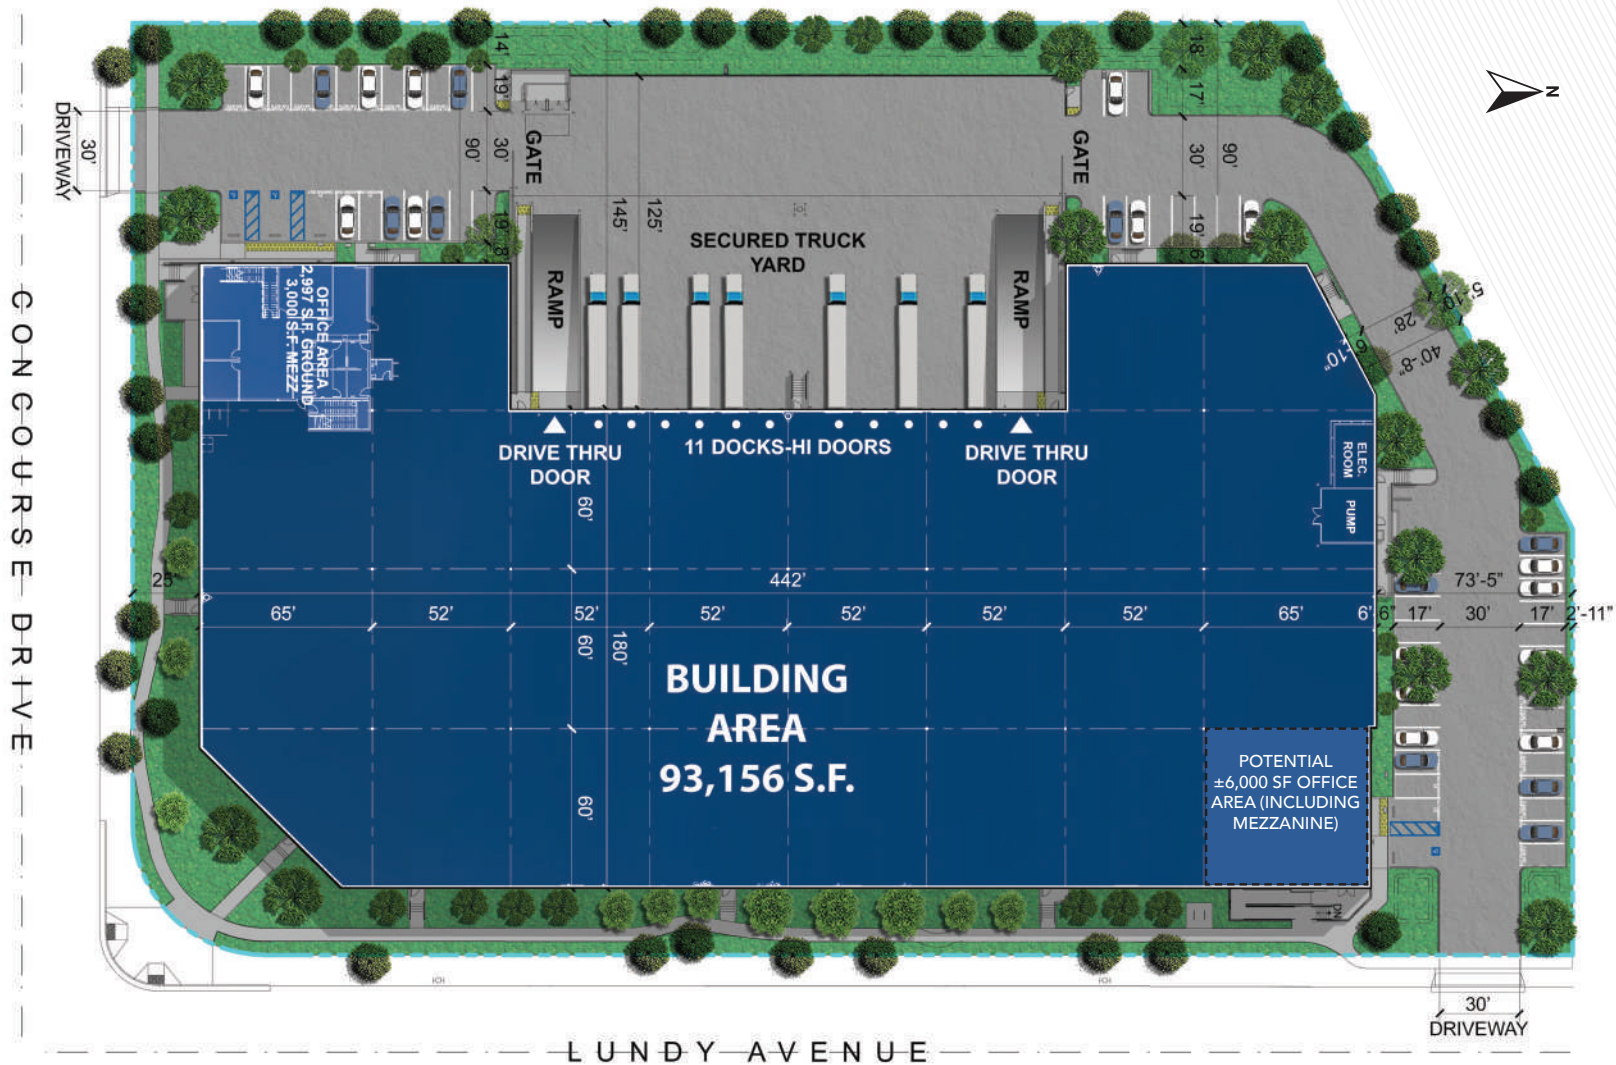 14'
19'
30'
90'
19'
8'
GATE
DRIVEWAY
30'
145'
125'
SECURED TRUCK
YARD
RAMP
RAMP
GATE
18'
17'
30'
90'
19'
6'
N
5'-10"
28'
40'-8"
OFFICE AREA
2,997 S.F. GROUND
3,000 S.F. MEZZ
DRIVE THRU
DOOR
11 DOCKS-HI DOORS
DRIVE THRU
DOOR
ELEC.
ROOM
PUMP
60'
442'
25'
65'
52'
52'
52'
52'
52'
52'
65'
6'
6"
17'
30'
17'
2'-11"
73'-5"
60'
180'
BUILDING
AREA
93,156 S.F.
60'
POTENTIAL
±6,000 SF OFFICE
AREA (INCLUDING
MEZZANINE)
DN
30'
DRIVEWAY
CONCOURSE DRIVE
LUNDY AVENUE